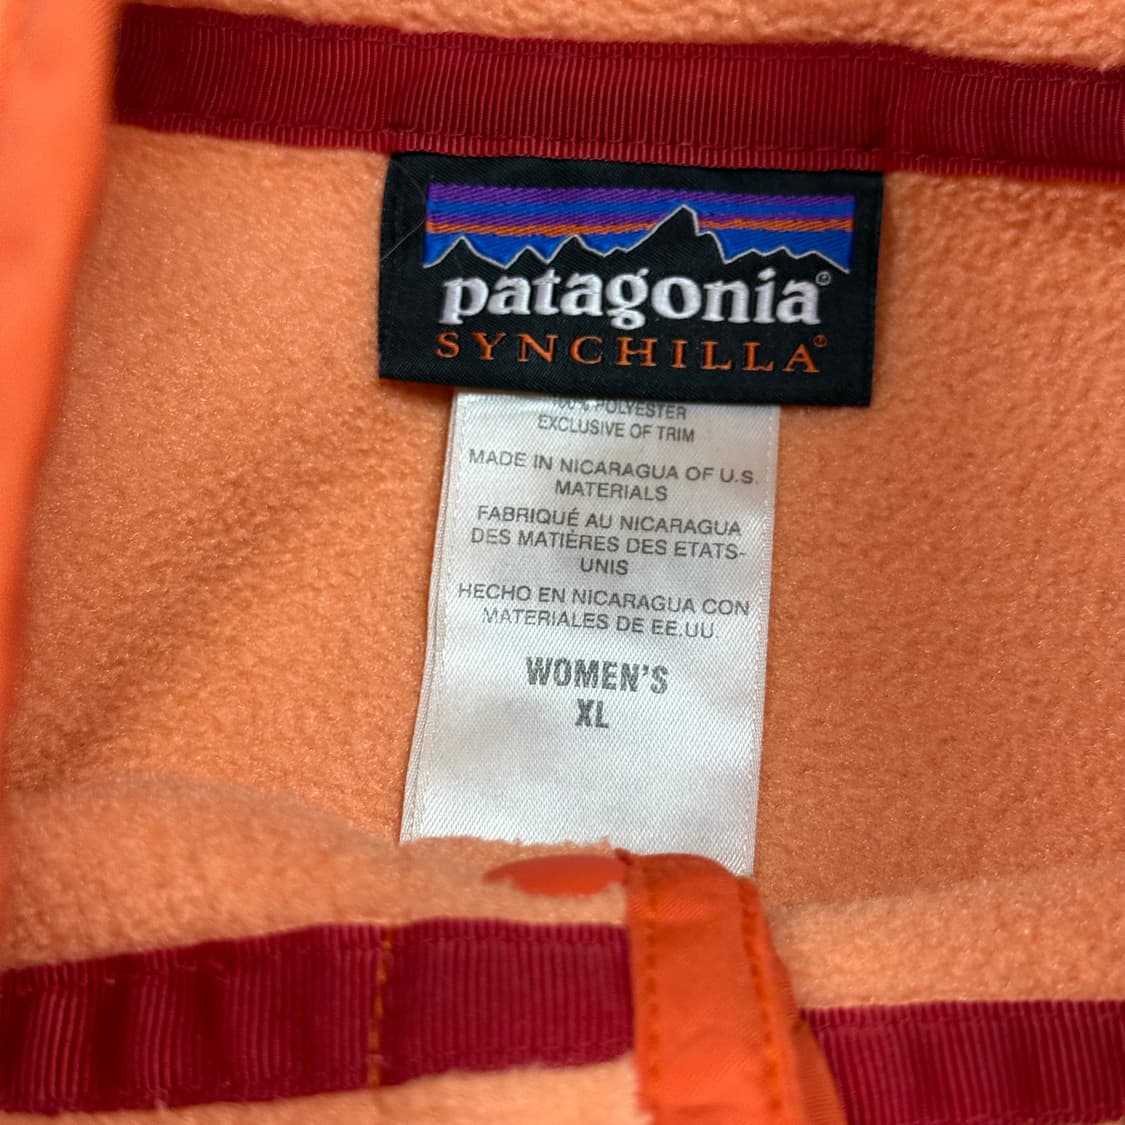 patagonia®
SYNCHILLA®
POLYESTER
EXCLUSIVE OF TRIM
MADE IN NICARAGUA OF U.S.
MATERIALS
FABRIQUÉ AU NICARAGUA
DES MATIÈRES DES ETATS-
UNIS
HECHO EN NICARAGUA CON
MATERIALES DE EE.UU.
WOMEN'S
XL